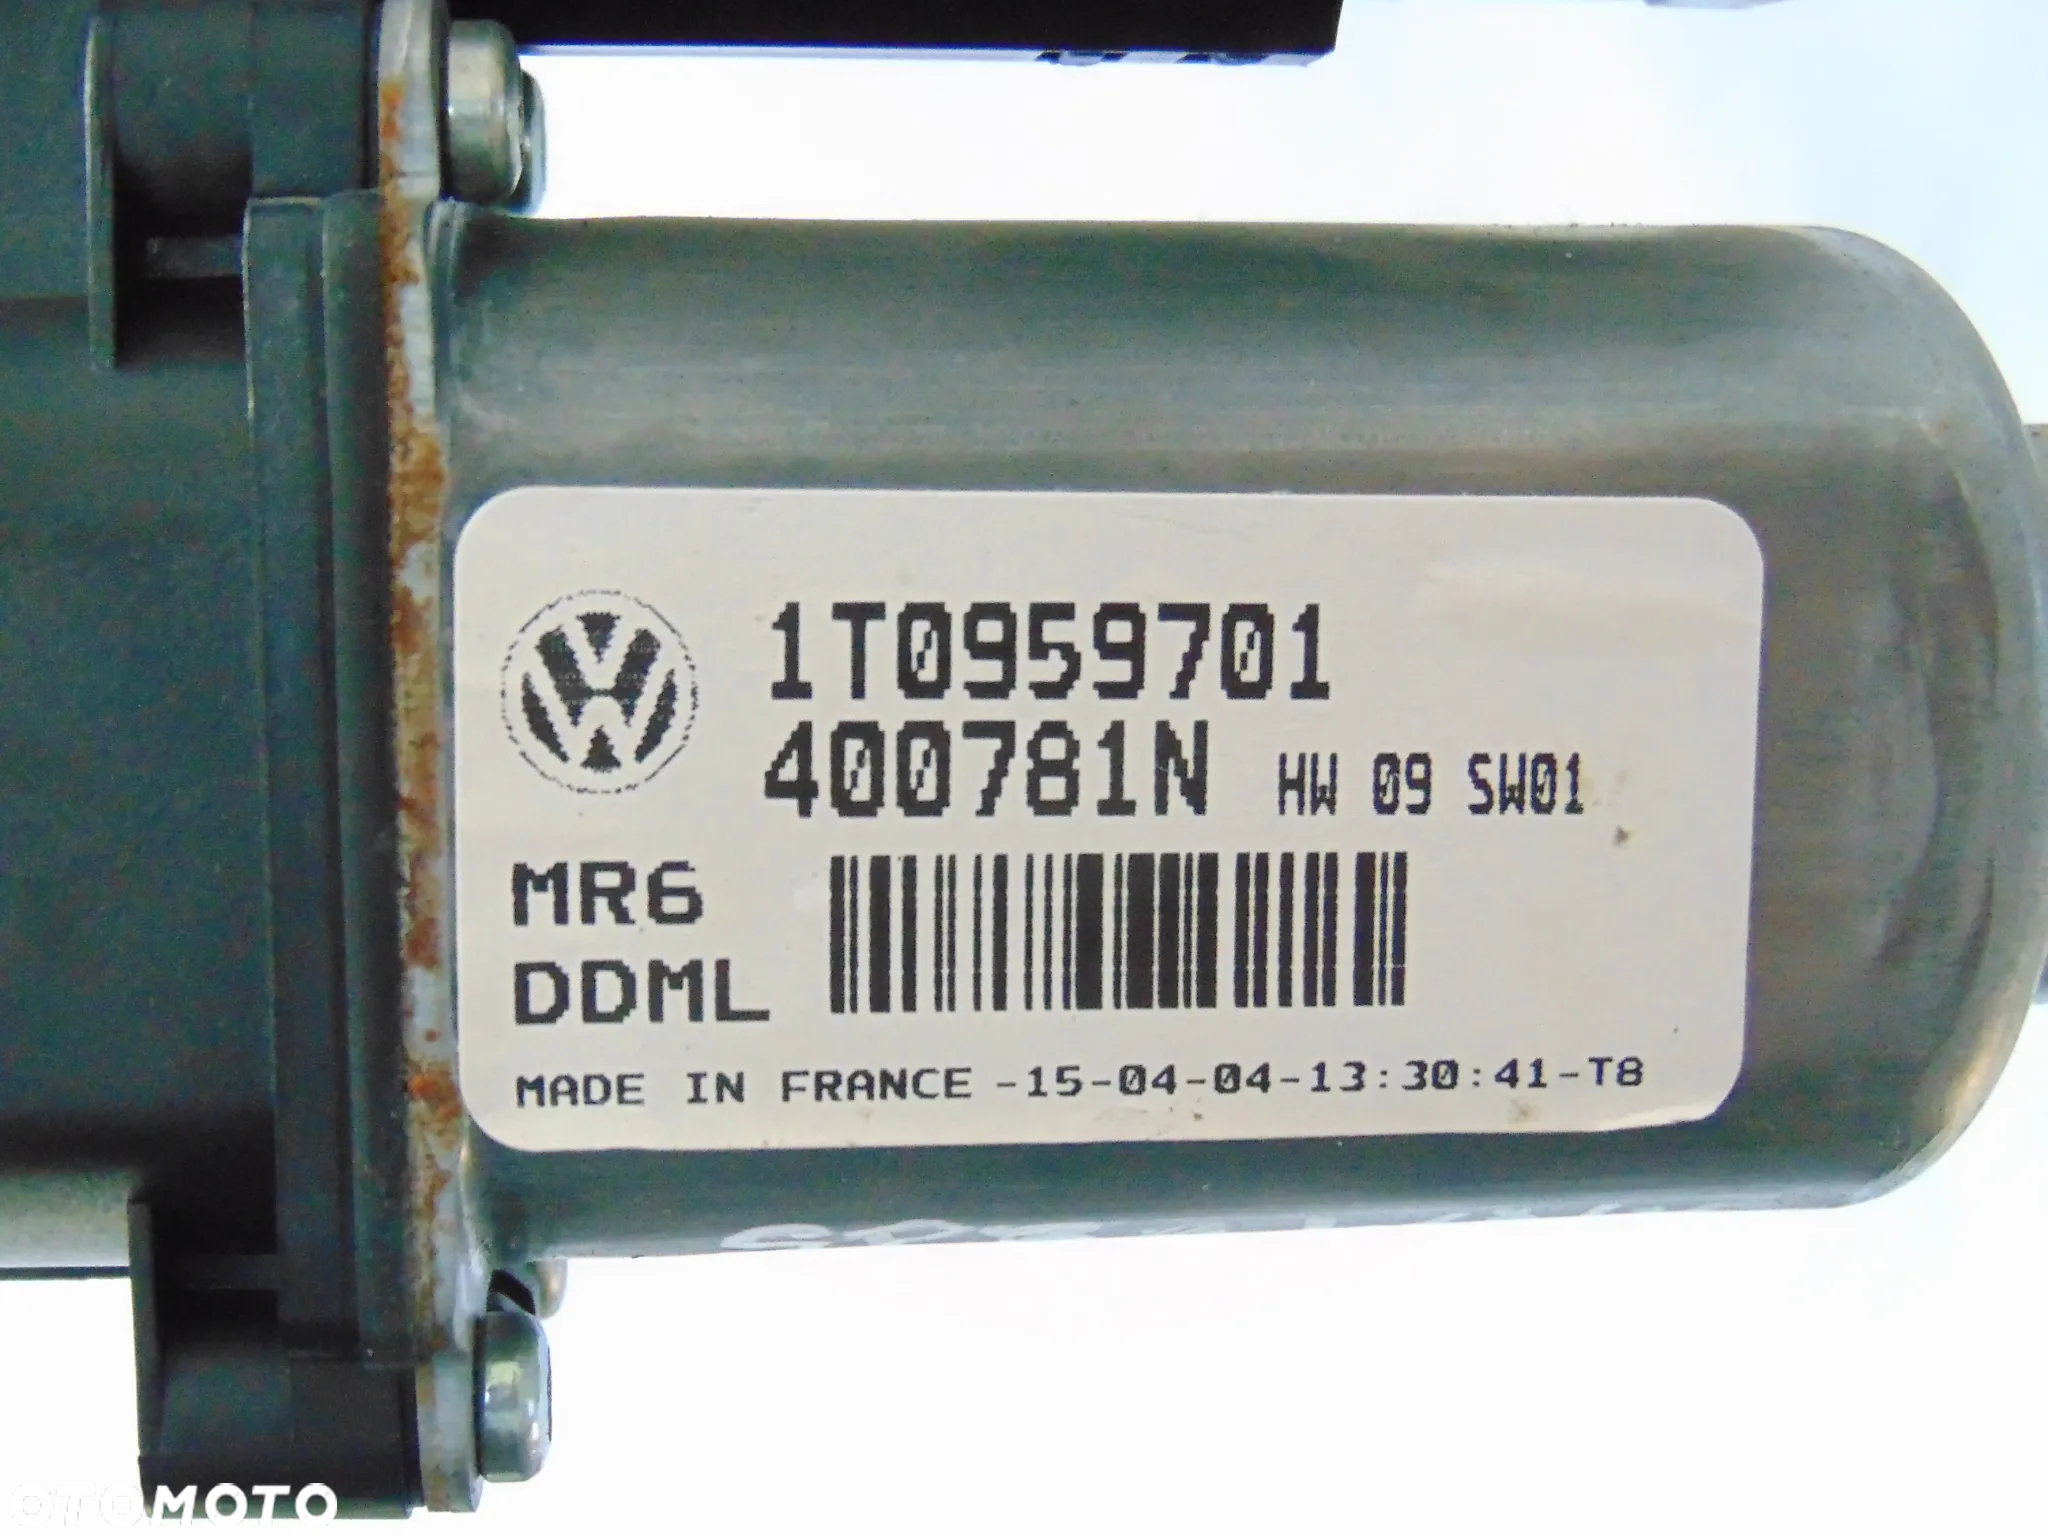 1T0959701
400781N HW 09 SW01
MR6
DDML
MADE IN FRANCE -15-04-04-13:30:41-T8
OTOMOTO